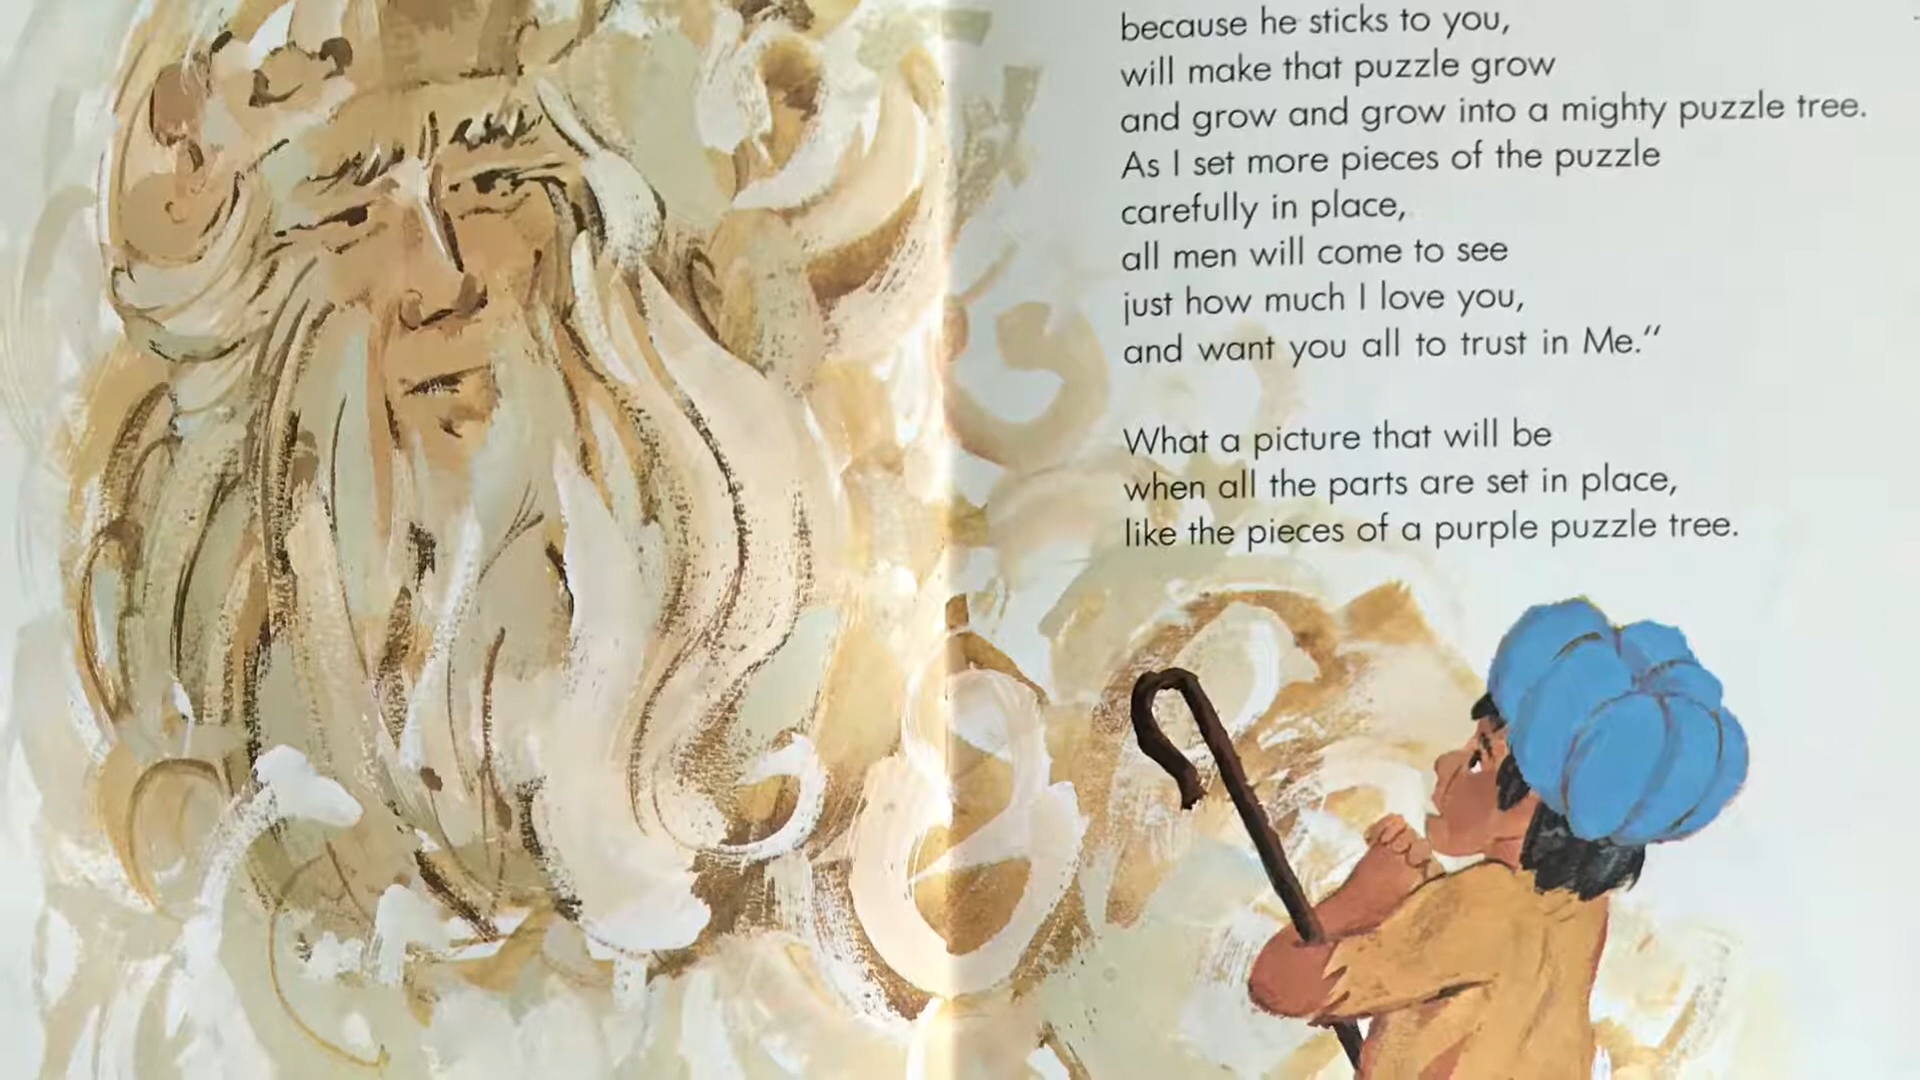 because he sticks to you,
will make that puzzle grow
and grow and grow into a mighty puzzle tree.
As I set more pieces of the puzzle
carefully in place,
all men will come to see
just how much I love you,
and want you all to trust in Me."
What a picture that will be
when all the parts are set in place,
like the pieces of a purple puzzle tree.